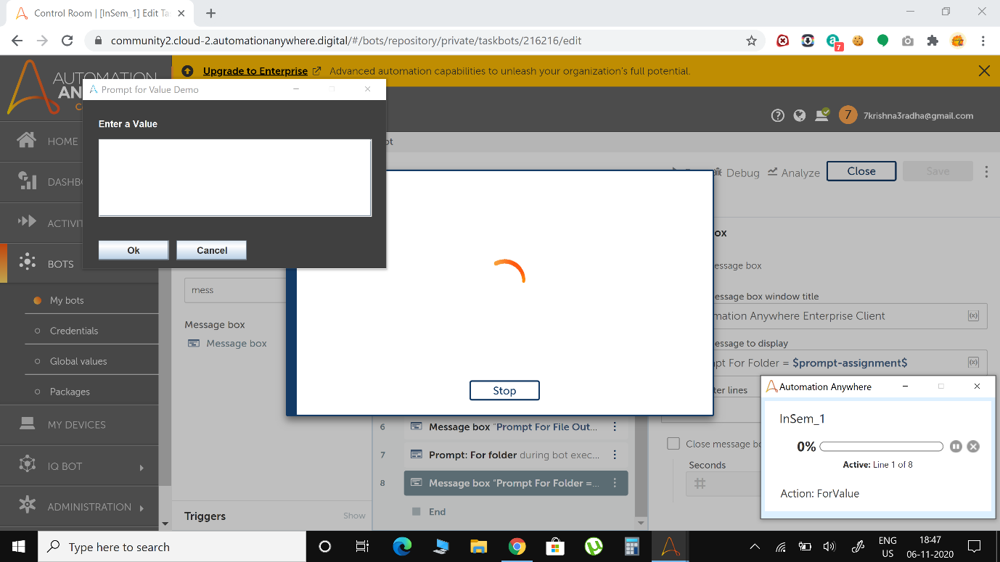 Control Room | [InSem_1] Edit Ta
community2.cloud-2.automationanywhere.digital/#/bots/repository/private/taskbots/216216/edit
7
Upgrade to Enterprise Advanced automation capabilities to unleash your organization's full potential.
AUTOMATION
AN
C
7 7krishna3radha@gmail.com
Prompt for Value Demo
Enter a Value
Ok Cancel
HOME
DASHB
ACTIVIT
BOTS
My bots
Credentials
Global values
Packages
MY DEVICES
IQ BOT
ADMINISTRATION
ot
Debug Analyze Close Save
mess
Message box
Message box
Triggers Show
Stop
6 Message box "Prompt For File Out...
7 Prompt: For folder during bot exec...
8 Message box "Prompt For Folder =...
End
ox
essage box
essage box window title
mation Anywhere Enterprise Client
essage to display
pt For Folder = $prompt-assignment$
ter lines
Close message bo
Seconds
Automation Anywhere
InSem_1
0%
Active: Line 1 of 8
Action: ForValue
Type here to search
ENG
US
18:47
06-11-2020